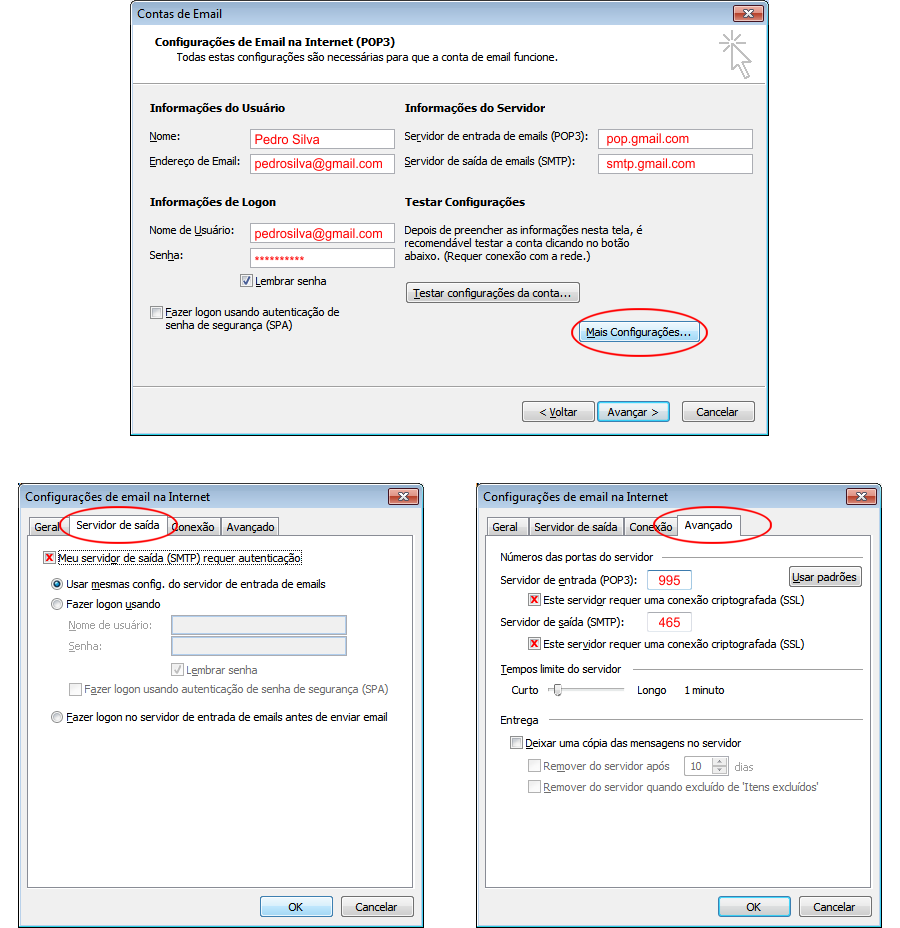 Contas de Email
Configurações de Email na Internet (POP3)
Todas estas configurações são necessárias para que a conta de email funcione.
Informações do Usuário
Nome: Pedro Silva
Endereço de Email: pedrosilva@gmail.com
Informações do Servidor
Servidor de entrada de emails (POP3): pop.gmail.com
Servidor de saída de emails (SMTP): smtp.gmail.com
Informações de Logon
Nome de Usuário: pedrosilva@gmail.com
Senha: **********
Lembrar senha
Fazer logon usando autenticação de
senha de segurança (SPA)
Testar Configurações
Depois de preencher as informações nesta tela, é
recomendável testar a conta clicando no botão
abaixo. (Requer conexão com a rede.)
Testar configurações da conta...
Mais Configurações...
< Voltar Avançar > Cancelar
Configurações de email na Internet
Geral Servidor de saída Conexão Avançado
Meu servidor de saída (SMTP) requer autenticação
Usar mesmas config. do servidor de entrada de emails
Fazer logon usando
Nome de usuário:
Senha:
Lembrar senha
Fazer logon usando autenticação de senha de segurança (SPA)
Fazer logon no servidor de entrada de emails antes de enviar email
OK Cancelar
Configurações de email na Internet
Geral Servidor de saída Conexão Avançado
Números das portas do servidor
Servidor de entrada (POP3): 995 Usar padrões
Este servidor requer uma conexão criptografada (SSL)
Servidor de saída (SMTP): 465
Este servidor requer uma conexão criptografada (SSL)
Tempos limite do servidor
Curto Longo 1 minuto
Entrega
Deixar uma cópia das mensagens no servidor
Remover do servidor após 10 dias
Remover do servidor quando excluído de 'Itens excluídos'
OK Cancelar